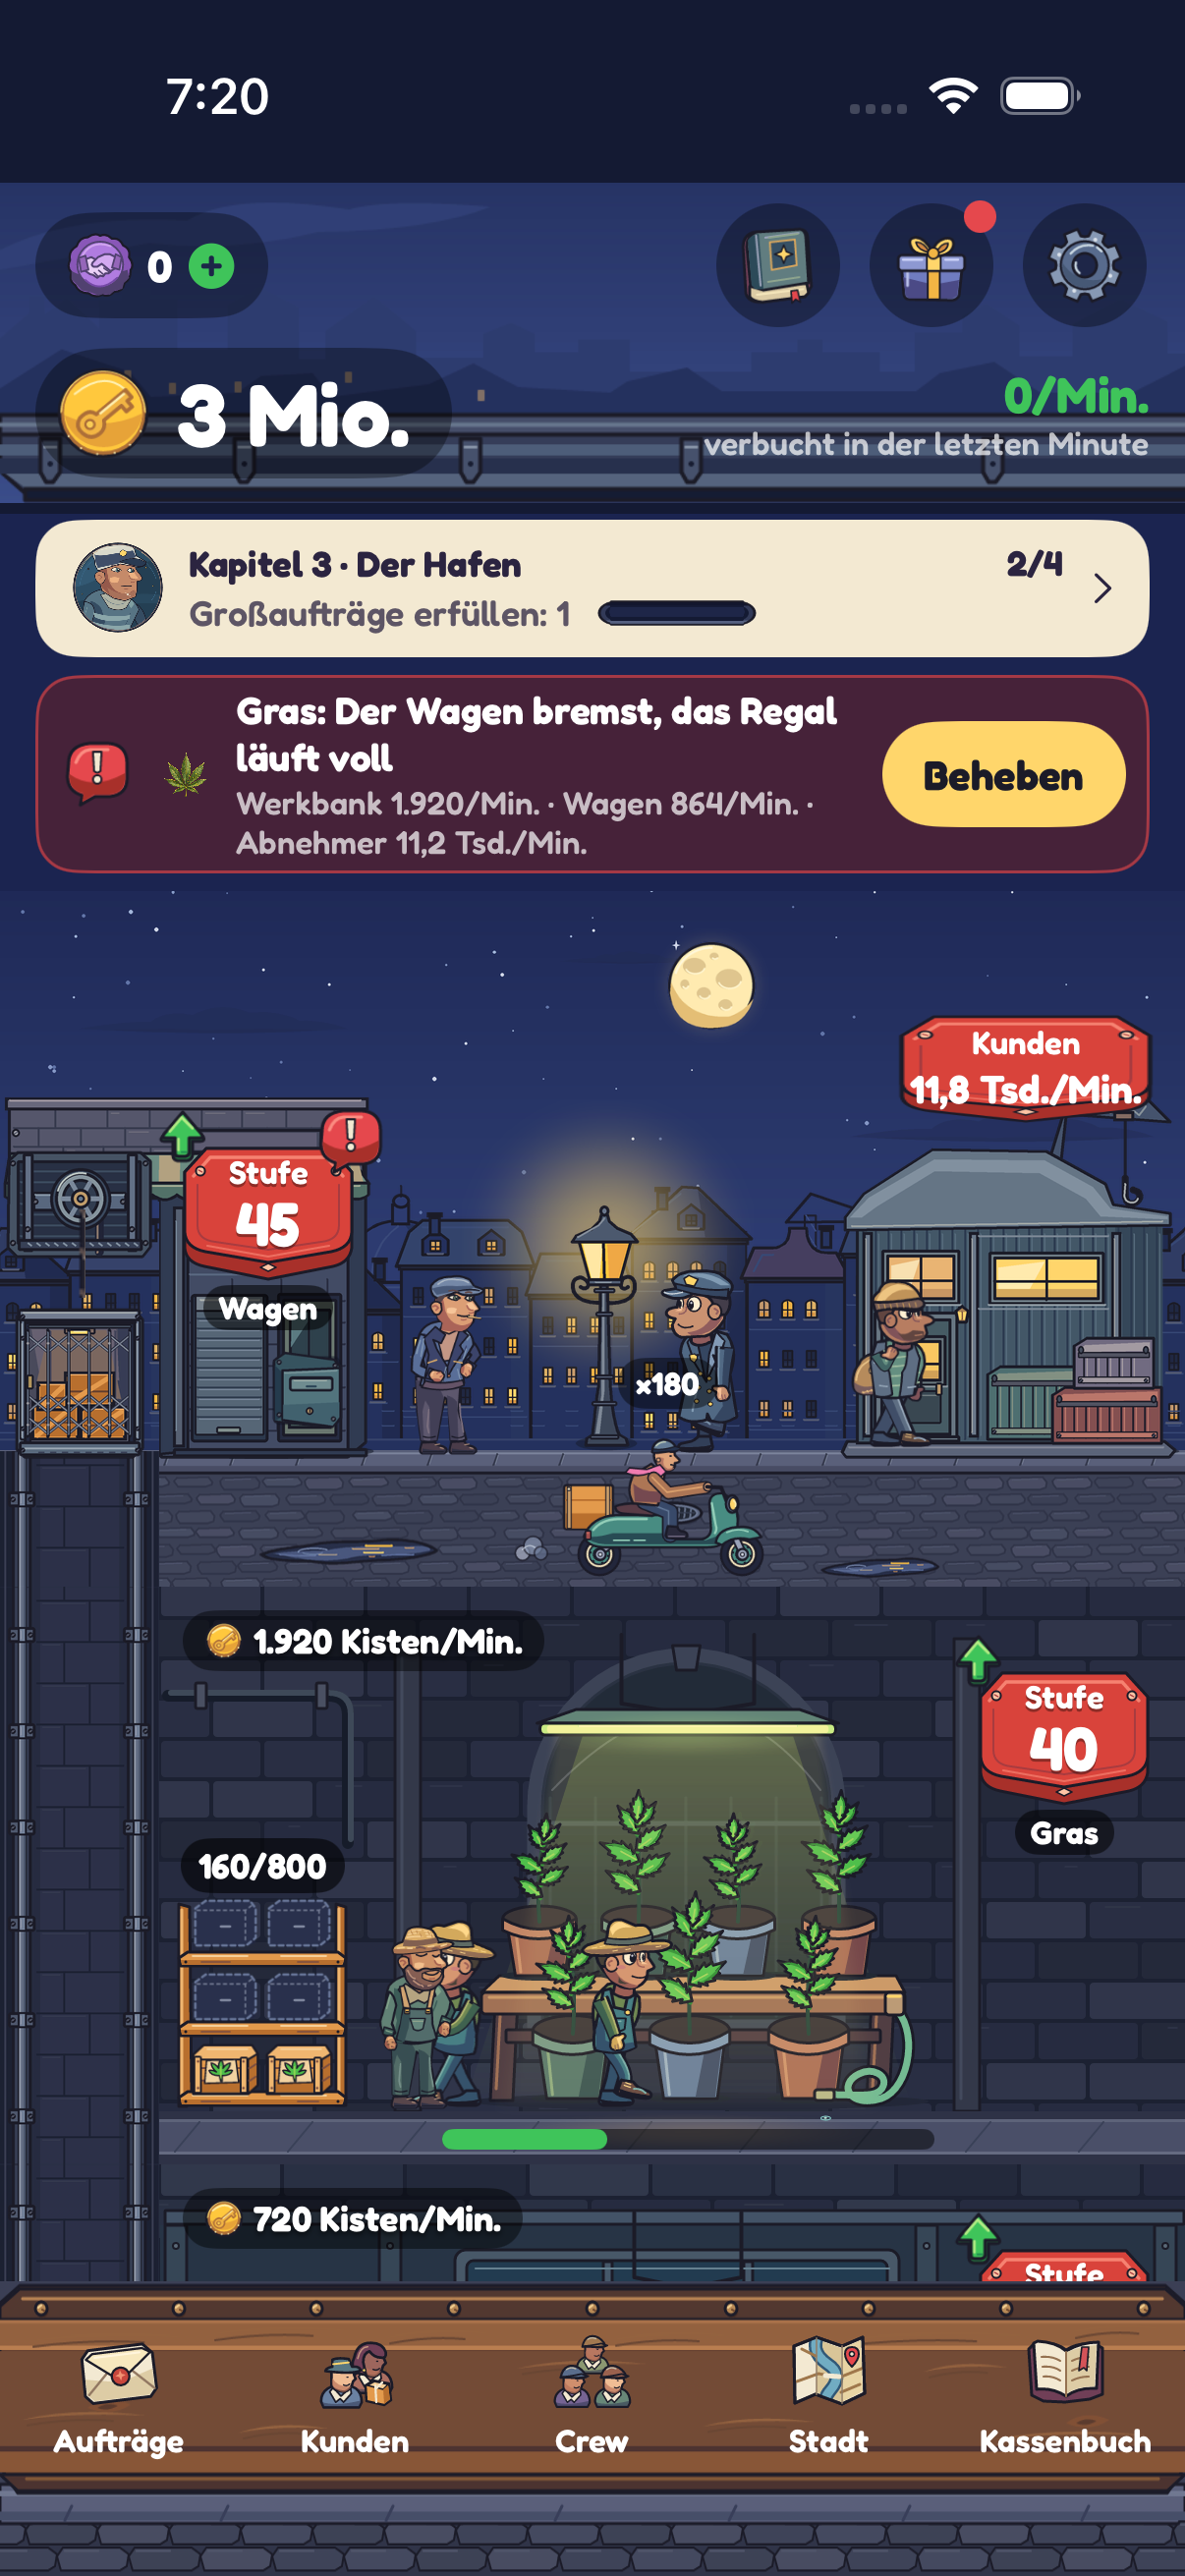 7:20
0
3 Mio.
0/Min.
verbucht in der letzten Minute
Kapitel 3 · Der Hafen
2/4
Großaufträge erfüllen: 1
Gras: Der Wagen bremst, das Regal
läuft voll
Werkbank 1.920/Min. · Wagen 864/Min. ·
Abnehmer 11,2 Tsd./Min.
Beheben
Kunden
11,8 Tsd./Min.
Stufe
45
Wagen
×180
1.920 Kisten/Min.
Stufe
40
Gras
160/800
720 Kisten/Min.
Stufe
Aufträge
Kunden
Crew
Stadt
Kassenbuch